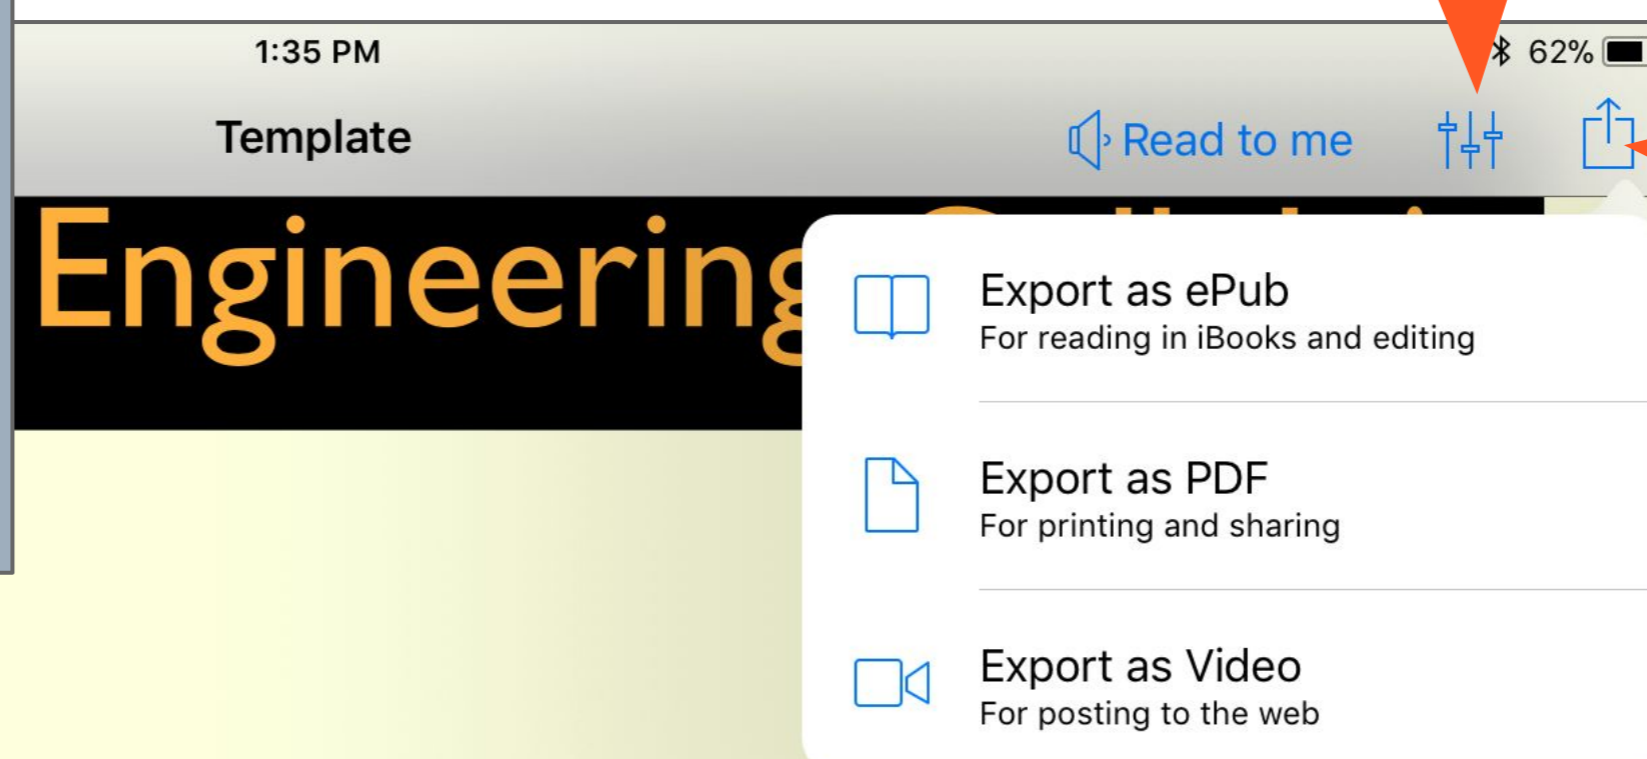 1:35 PM
62%
Template
Read to me
Engineering
Export as ePub
For reading in iBooks and editing
Export as PDF
For printing and sharing
Export as Video
For posting to the web